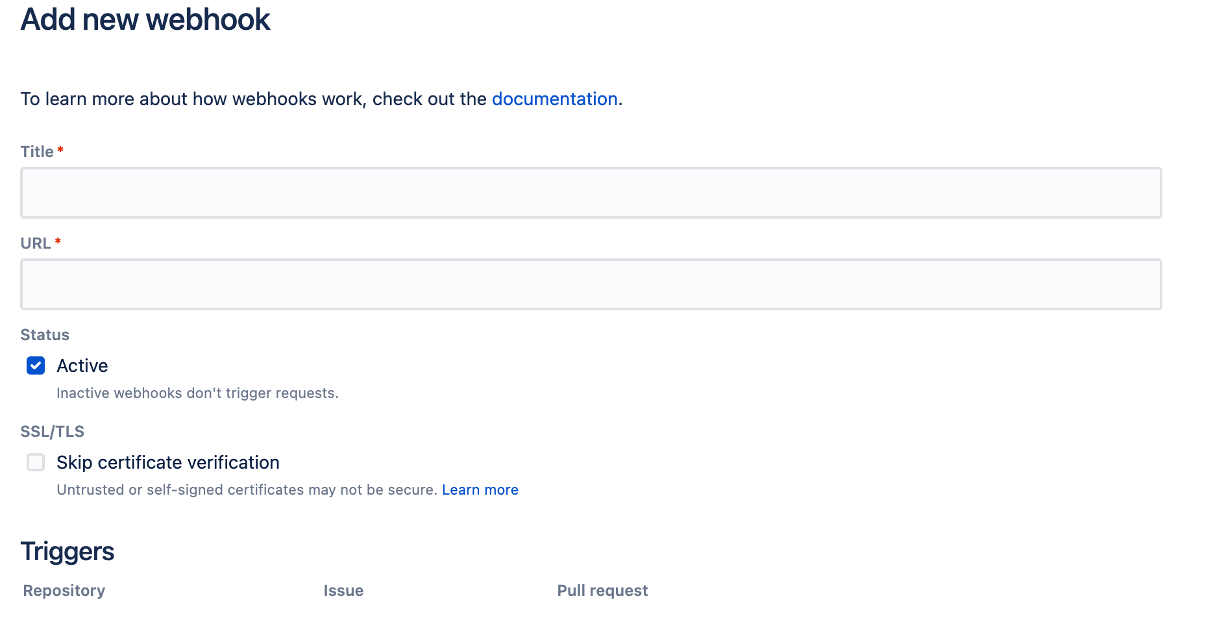 Add new webhook
To learn more about how webhooks work, check out the documentation.
Title *
URL *
Status
Active
Inactive webhooks don't trigger requests.
SSL/TLS
Skip certificate verification
Untrusted or self-signed certificates may not be secure. Learn more
Triggers
Repository Issue Pull request